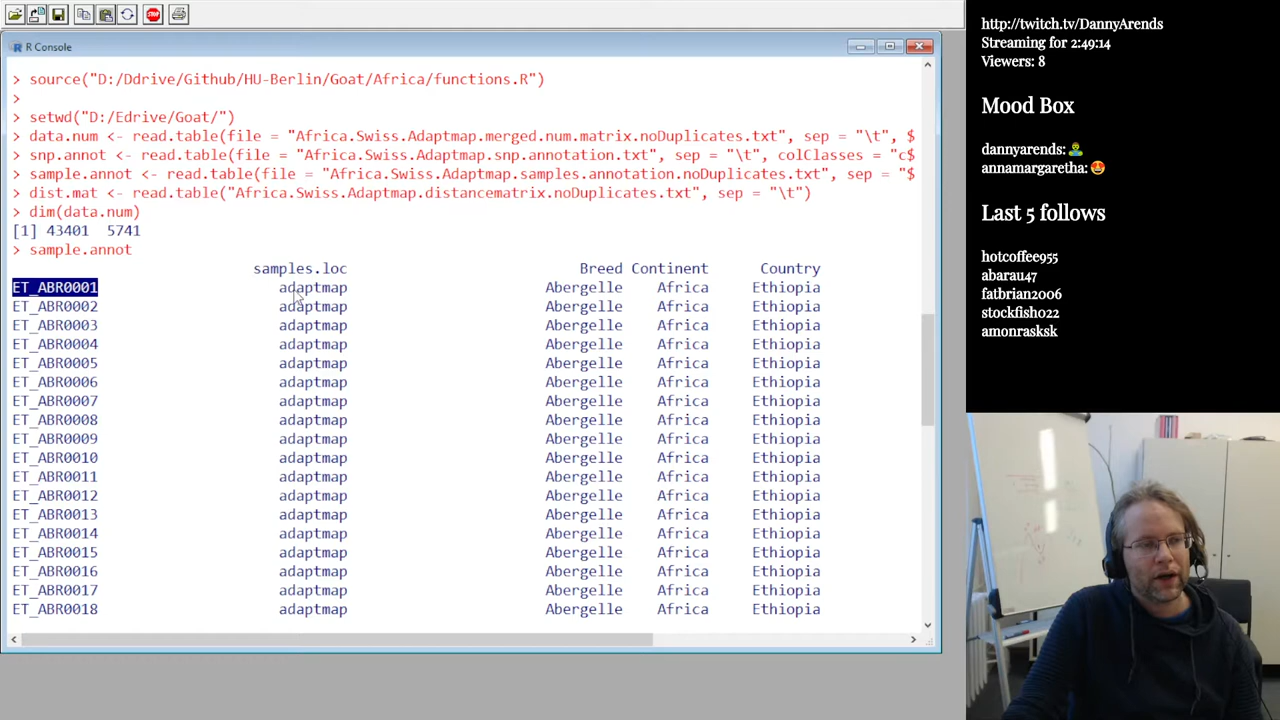 R Console
> source("D:/Ddrive/Github/HU-Berlin/Goat/Africa/functions.R")
>
> setwd("D:/Edrive/Goat/")
> data.num <- read.table(file = "Africa.Swiss.Adaptmap.merged.num.matrix.noDuplicates.txt", sep = "\t", $
> snp.annot <- read.table(file = "Africa.Swiss.Adaptmap.snp.annotation.txt", sep = "\t", colClasses = "c$
> sample.annot <- read.table(file = "Africa.Swiss.Adaptmap.samples.annotation.noDuplicates.txt", sep = "$
> dist.mat <- read.table("Africa.Swiss.Adaptmap.distancematrix.noDuplicates.txt", sep = "\t")
> dim(data.num)
[1] 43401 5741
> sample.annot
samples.loc Breed Continent Country
ET_ABR0001 adaptmap Abergelle Africa Ethiopia
ET_ABR0002 adaptmap Abergelle Africa Ethiopia
ET_ABR0003 adaptmap Abergelle Africa Ethiopia
ET_ABR0004 adaptmap Abergelle Africa Ethiopia
ET_ABR0005 adaptmap Abergelle Africa Ethiopia
ET_ABR0006 adaptmap Abergelle Africa Ethiopia
ET_ABR0007 adaptmap Abergelle Africa Ethiopia
ET_ABR0008 adaptmap Abergelle Africa Ethiopia
ET_ABR0009 adaptmap Abergelle Africa Ethiopia
ET_ABR0010 adaptmap Abergelle Africa Ethiopia
ET_ABR0011 adaptmap Abergelle Africa Ethiopia
ET_ABR0012 adaptmap Abergelle Africa Ethiopia
ET_ABR0013 adaptmap Abergelle Africa Ethiopia
ET_ABR0014 adaptmap Abergelle Africa Ethiopia
ET_ABR0015 adaptmap Abergelle Africa Ethiopia
ET_ABR0016 adaptmap Abergelle Africa Ethiopia
ET_ABR0017 adaptmap Abergelle Africa Ethiopia
ET_ABR0018 adaptmap Abergelle Africa Ethiopia
http://twitch.tv/DannyArends
Streaming for 2:49:14
Viewers: 8
Mood Box
dannyarends:
annamargaretha:
Last 5 follows
hotcoffee955
abarau47
fatbrian2006
stockfish022
amonrasksk